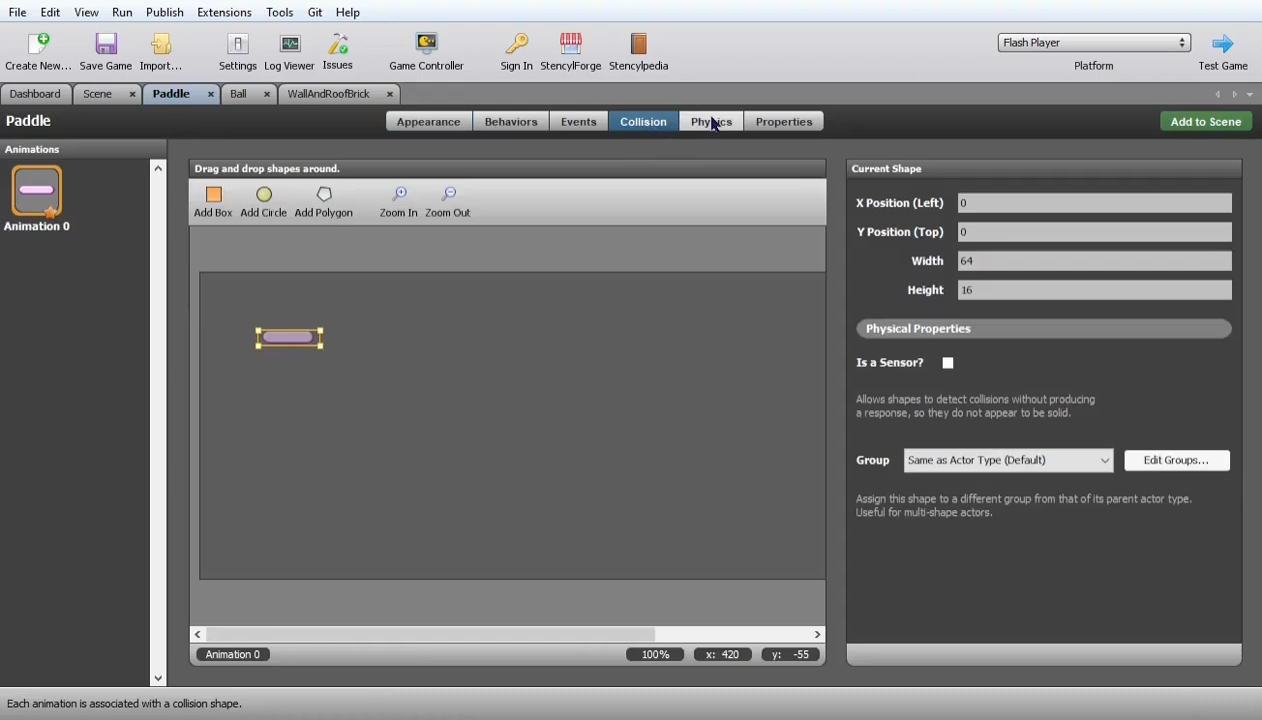 File Edit View Run Publish Extensions Tools Git Help
Create New... Save Game Import... Settings Log Viewer Issues Game Controller Sign In StencylForge Stencylpedia
Flash Player
Platform
Test Game
Dashboard Scene Paddle Ball WallAndRoofBrick
Paddle
Appearance Behaviors Events Collision Physics Properties
Add to Scene
Animations
Animation 0
Drag and drop shapes around.
Add Box Add Circle Add Polygon Zoom In Zoom Out
Animation 0 100% x: 420 y: -55
Current Shape
X Position (Left) 0
Y Position (Top) 0
Width 64
Height 16
Physical Properties
Is a Sensor?
Allows shapes to detect collisions without producing
a response, so they do not appear to be solid.
Group Same as Actor Type (Default) Edit Groups...
Assign this shape to a different group from that of its parent actor type.
Useful for multi-shape actors.
Each animation is associated with a collision shape.